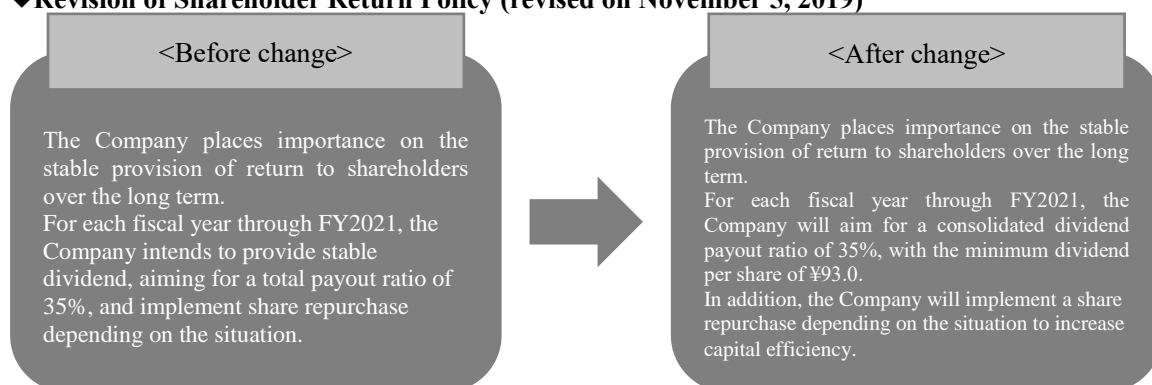 ◆Revision of Shareholder Return Policy (revised on November 5, 2019)
<Before change>
The Company places importance on the
stable provision of return to shareholders
over the long term.
For each fiscal year through FY2021, the
Company intends to provide stable
dividend, aiming for a total payout ratio of
35%, and implement share repurchase
depending on the situation.
<After change>
The Company places importance on the stable
provision of return to shareholders over the long
term.
For each fiscal year through FY2021, the
Company will aim for a consolidated dividend
payout ratio of 35%, with the minimum dividend
per share of ¥93.0.
In addition, the Company will implement a share
repurchase depending on the situation to increase
capital efficiency.